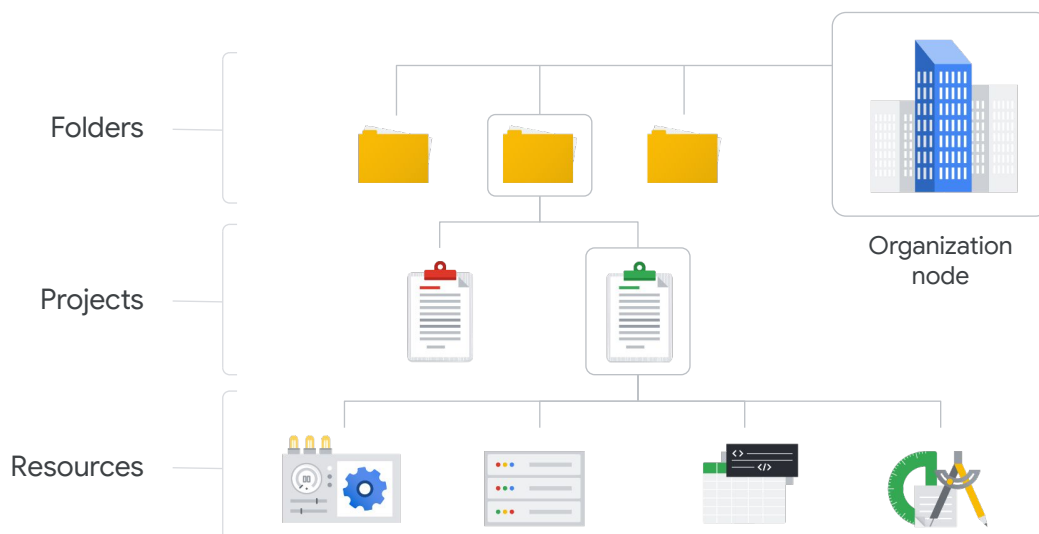 Folders
Organization
node
Projects
Resources